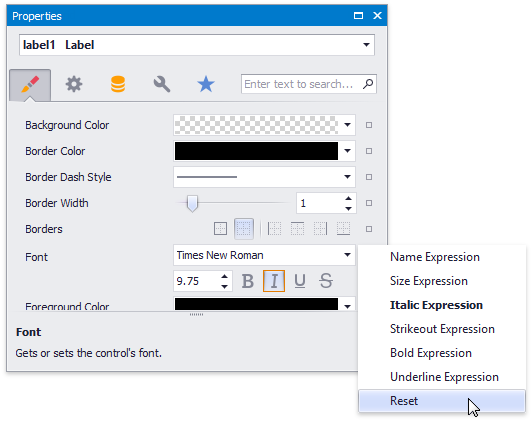 Properties
label1 Label
Enter text to search...
Background Color
Border Color
Border Dash Style
Border Width 1
Borders
Font Times New Roman
9.75 B I U S
Foreground Color
Font
Gets or sets the control's font.
Name Expression
Size Expression
Italic Expression
Strikeout Expression
Bold Expression
Underline Expression
Reset